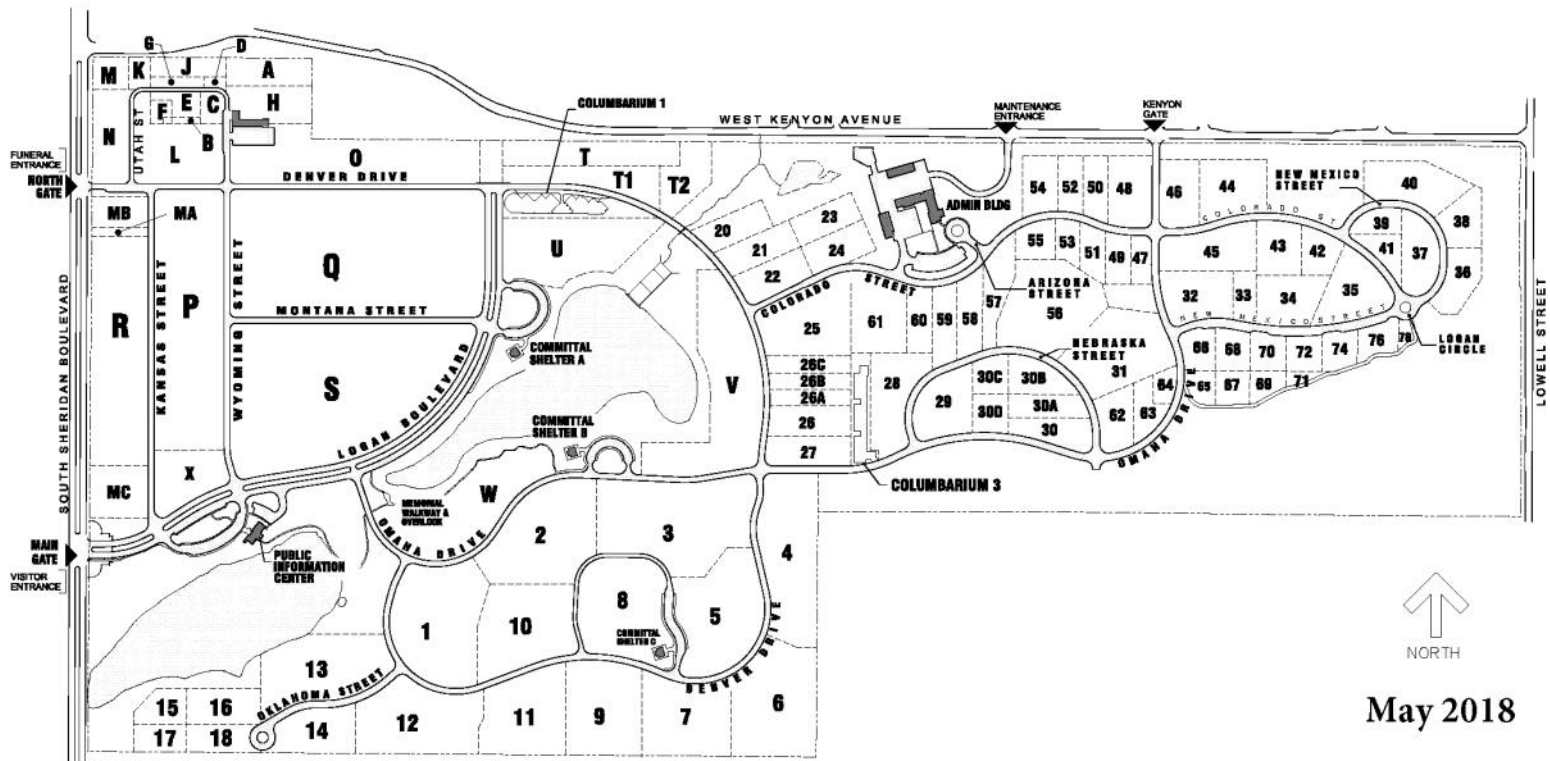 G
D
M
K
J
A
F
E
C
H
B
N
UTAH ST
L
COLUMBARIUM 1
WEST KENYON AVENUE
MAINTENANCE
ENTRANCE
KENYON
GATE
FUNERAL
ENTRANCE
NORTH
GATE
O
DENVER DRIVE
T
T1
T2
MB
MA
R
KANSAS STREET
P
WYOMING STREET
Q
MONTANA STREET
S
U
COMMITTAL
SHELTER A
LOGAN BOULEVARD
COMMITTAL
SHELTER B
V
W
X
MC
SOUTH SHERIDAN BOULEVARD
MAIN
GATE
VISITOR
ENTRANCE
PUBLIC
INFORMATION
CENTER
MEMORIAL
WALKWAY &
OVERLOOK
OMAHA DRIVE
ADMIN BLDG
20
21
22
23
24
COLORADO STREET
ARIZONA
STREET
54
52
50
48
46
44
NEW MEXICO
STREET
40
COLORADO ST
39
38
55
53
51
49
47
45
43
42
41
37
36
57
56
32
33
34
35
NEW MEXICO STREET
LOGAN
CIRCLE
LOWELL STREET
25
61
60
59
58
NEBRASKA
STREET
26C
26B
26A
26
27
28
29
30C
30B
30D
30A
30
31
62
63
64
OMAHA DRIVE
66
68
70
72
74
76
78
65
67
69
71
COLUMBARIUM 3
1
2
3
4
5
8
10
COMMITTAL
SHELTER C
DENVER DRIVE
13
OKLAHOMA STREET
15
16
17
18
14
12
11
9
7
6
NORTH
May 2018